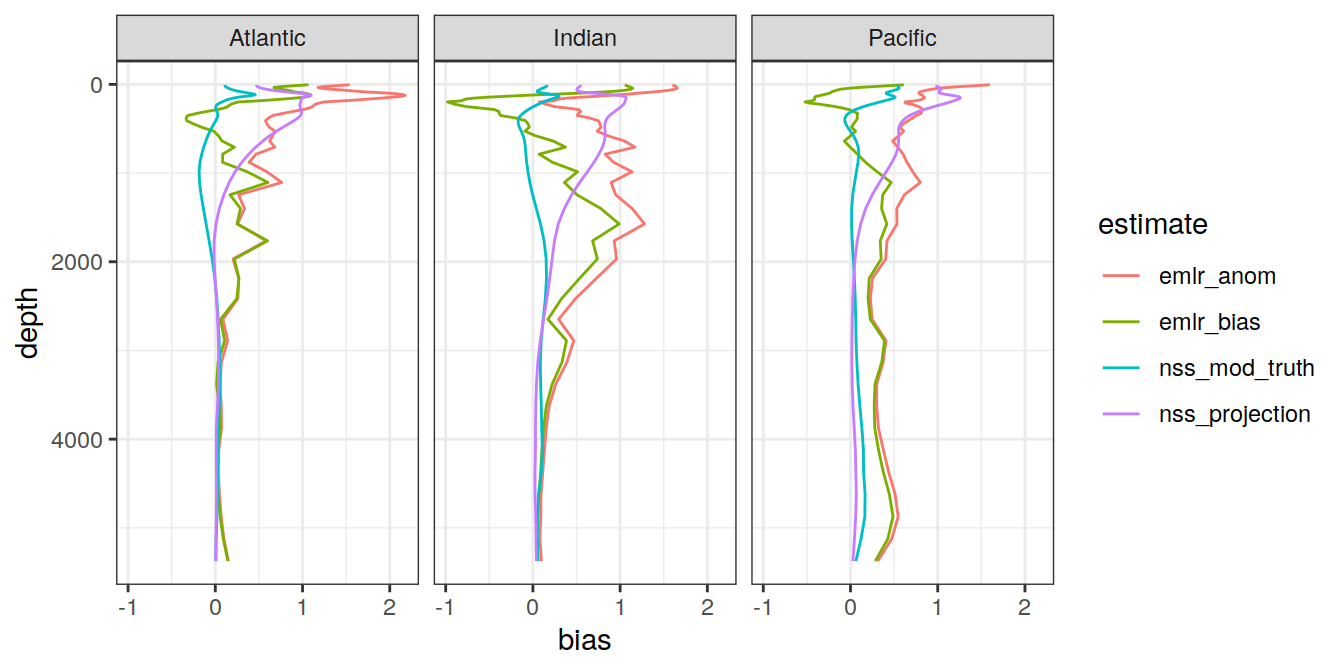 Atlantic Indian Pacific
0
2000
4000
depth
-1 0 1 2 -1 0 1 2 -1 0 1 2
bias
estimate
emlr_anom
emlr_bias
nss_mod_truth
nss_projection